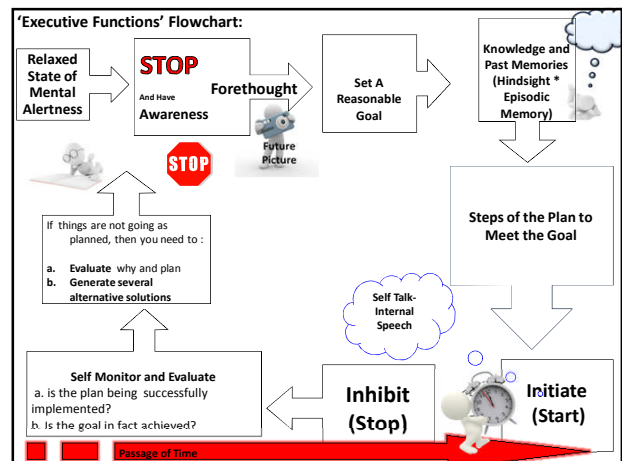 'Executive Functions' Flowchart:
Relaxed
State of
Mental
Alertness
STOP
And Have
Awareness
Forethought
Future
Picture
STOP
Set A
Reasonable
Goal
Knowledge and
Past Memories
(Hindsight *
Episodic
Memory)
Steps of the Plan to
Meet the Goal
Initiate
(Start)
Self Talk-
Internal
Speech
Inhibit
(Stop)
Self Monitor and Evaluate
a. is the plan being successfully
implemented?
b. Is the goal in fact achieved?
If things are not going as
planned, then you need to :
a. Evaluate why and plan
b. Generate several
alternative solutions
Passage of Time